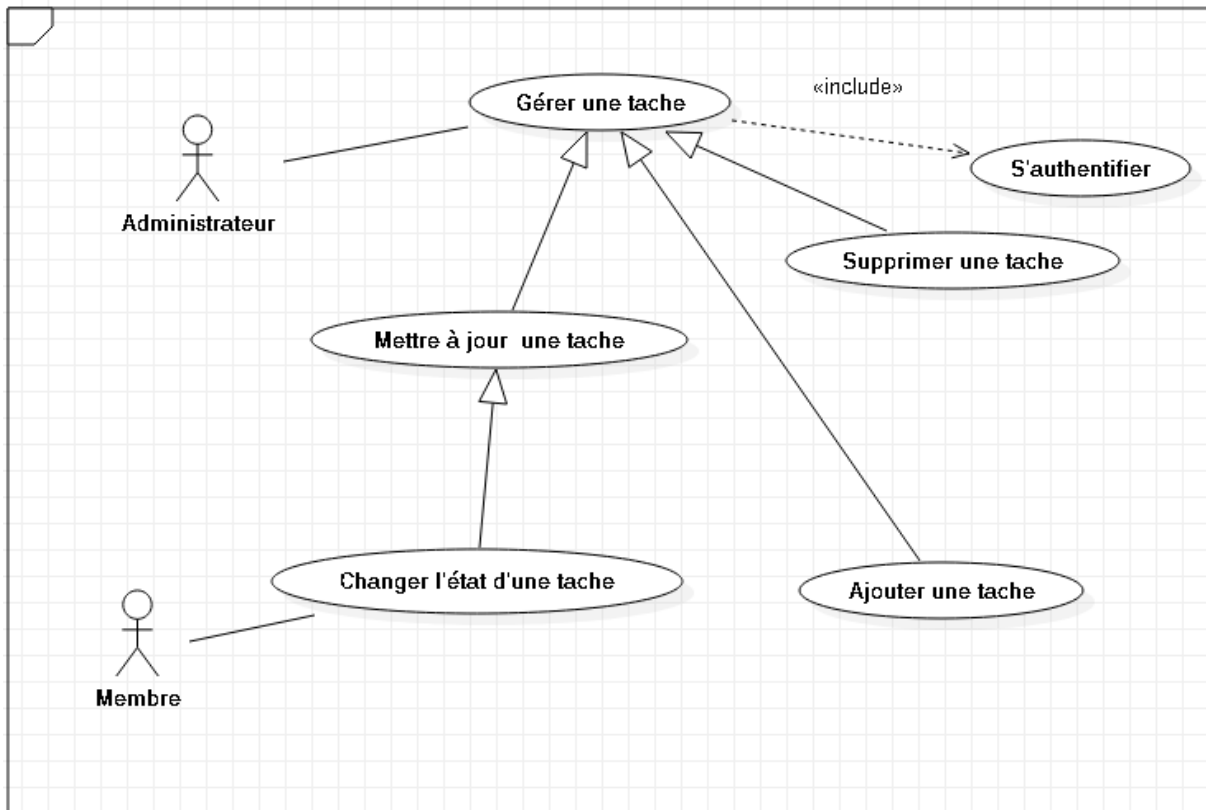 Gérer une tache
«include»
S'authentifier
Administrateur
Supprimer une tache
Mettre à jour  une tache
Changer l'état d'une tache
Ajouter une tache
Membre